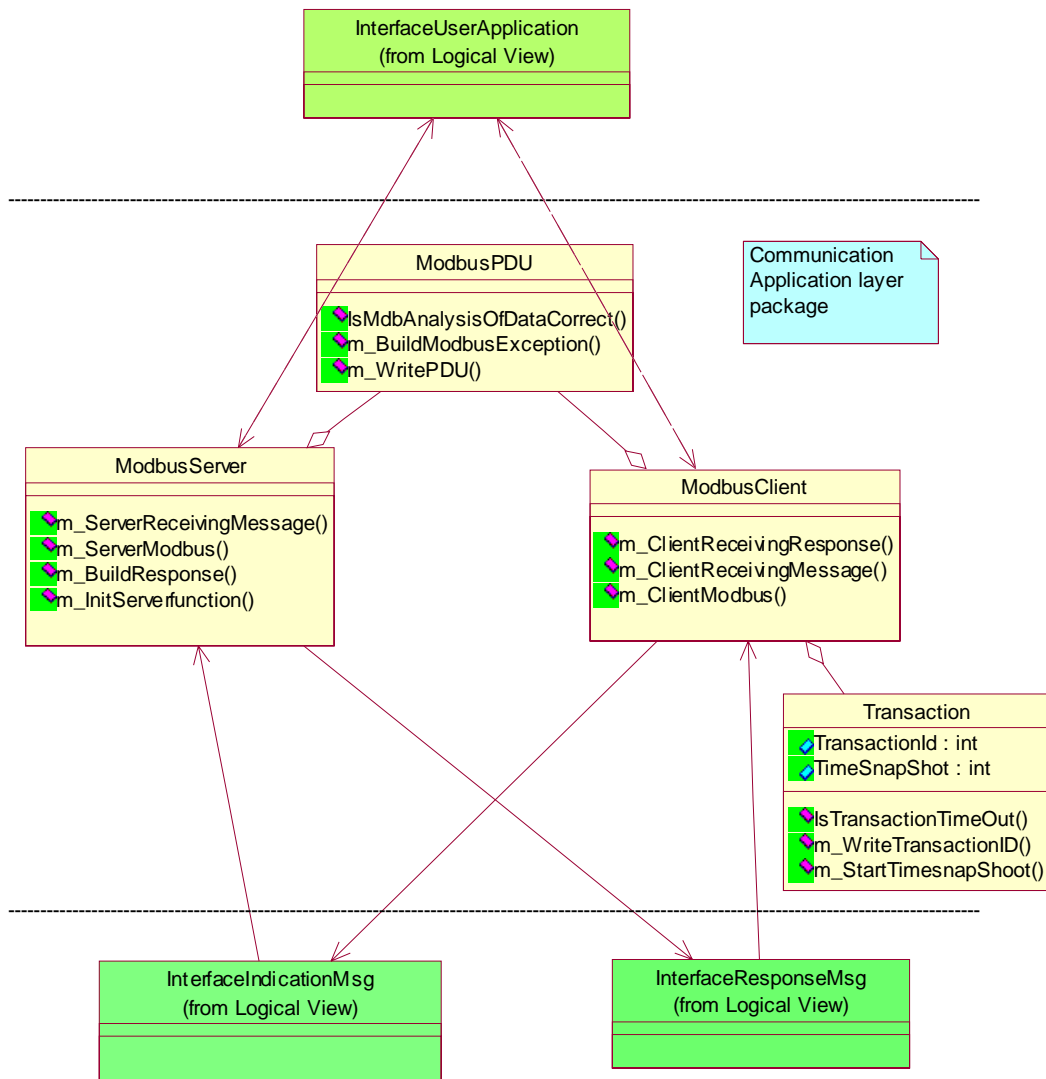 InterfaceUserApplication
(from Logical View)
ModbusPDU
IsMdbAnalysisOfDataCorrect()
m_BuildModbusException()
m_WritePDU()
Communication
Application layer
package
ModbusServer
m_ServerReceivingMessage()
m_ServerModbus()
m_BuildResponse()
m_InitServerfunction()
ModbusClient
m_ClientReceivingResponse()
m_ClientReceivingMessage()
m_ClientModbus()
Transaction
TransactionId : int
TimeSnapShot : int
IsTransactionTimeOut()
m_WriteTransactionID()
m_StartTimesnapShoot()
InterfaceIndicationMsg
(from Logical View)
InterfaceResponseMsg
(from Logical View)